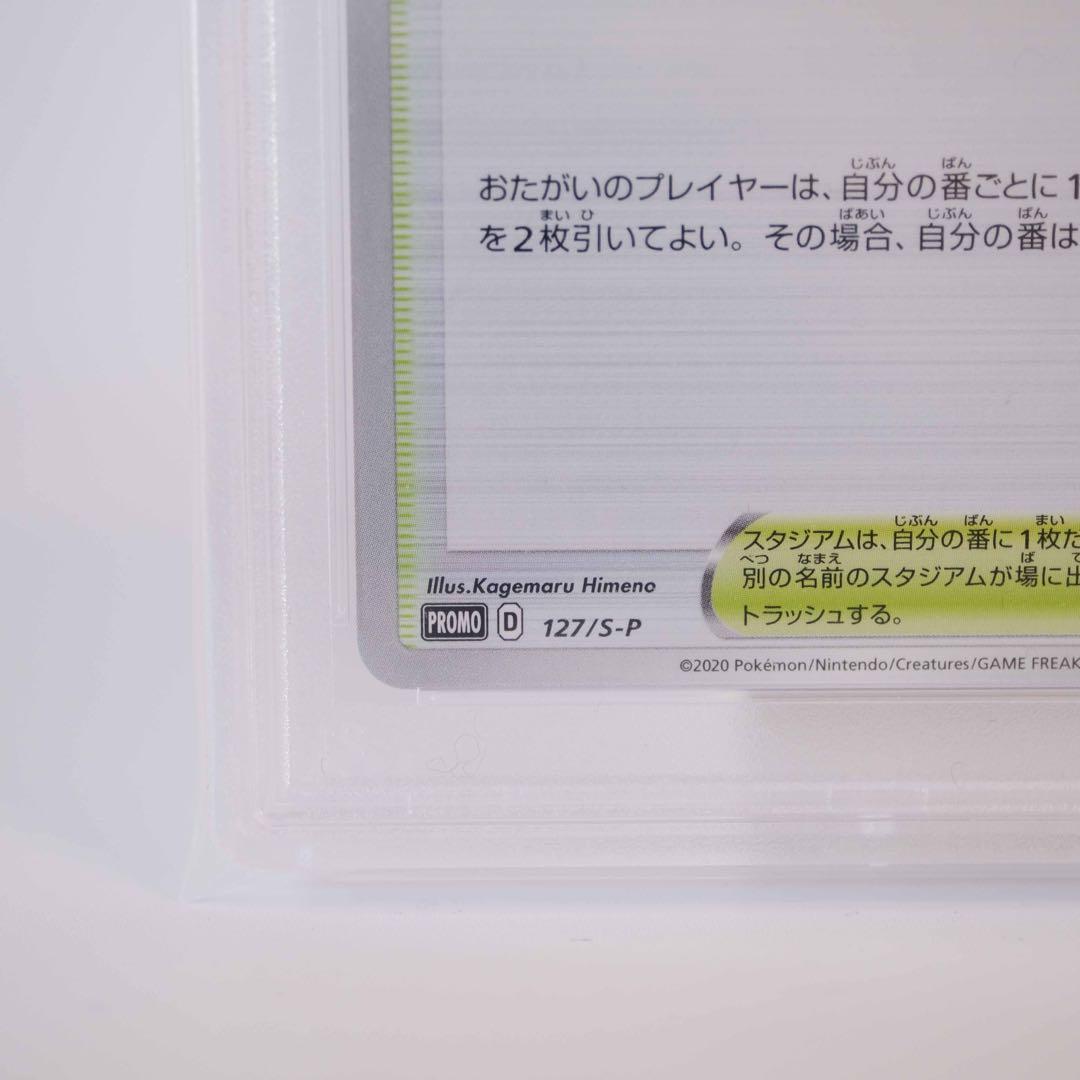 おたがいのプレイヤーは、自分の番ごとに1
を2枚引いてよい。その場合、自分の番は
スタジアムは、自分の番に1枚だ
別の名前のスタジアムが場に出
トラッシュする。
Illus.Kagemaru Himeno
PROMO D 127/S-P
©2020 Pokémon/Nintendo/Creatures/GAME FREAK